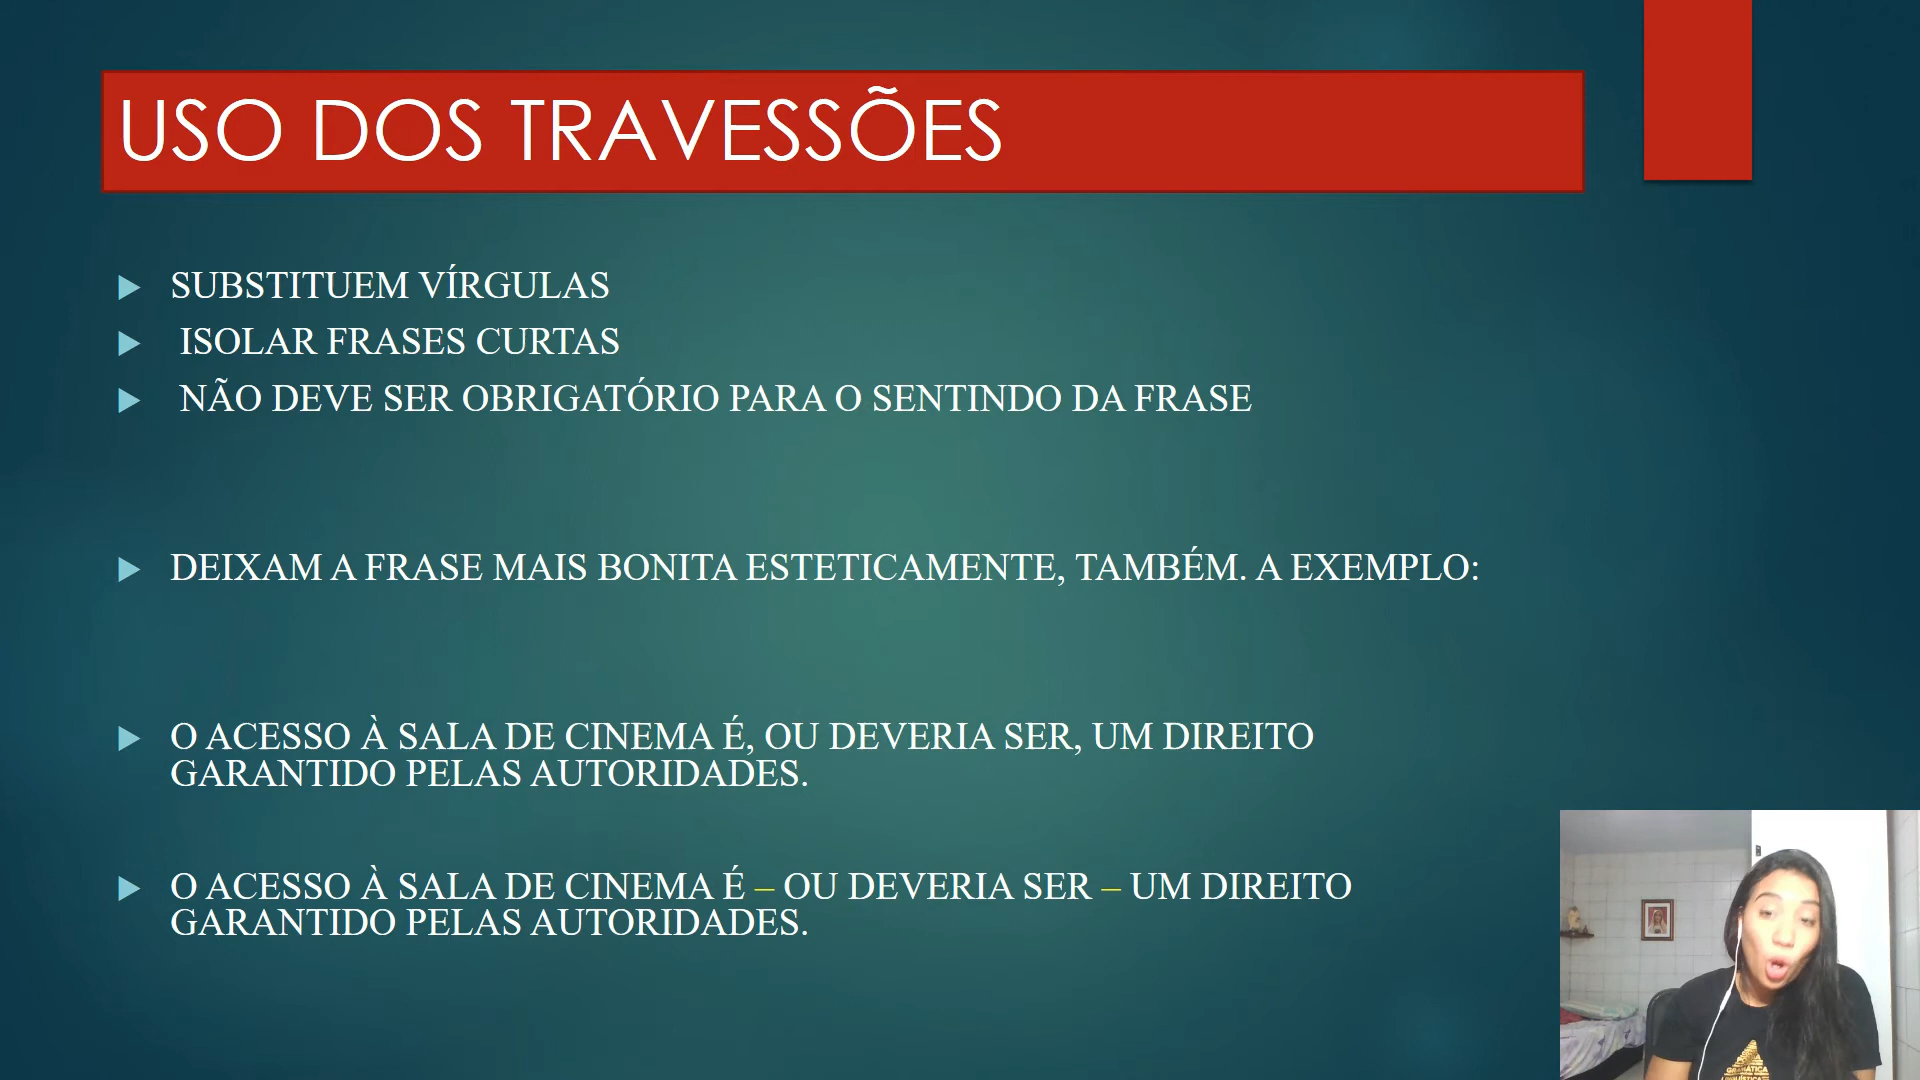 USO DOS TRAVESSÕES
SUBSTITUEM VÍRGULAS
ISOLAR FRASES CURTAS
NÃO DEVE SER OBRIGATÓRIO PARA O SENTINDO DA FRASE
DEIXAM A FRASE MAIS BONITA ESTETICAMENTE, TAMBÉM. A EXEMPLO:
O ACESSO À SALA DE CINEMA É, OU DEVERIA SER, UM DIREITO
GARANTIDO PELAS AUTORIDADES.
O ACESSO À SALA DE CINEMA É – OU DEVERIA SER – UM DIREITO
GARANTIDO PELAS AUTORIDADES.
GRAMÁTICA